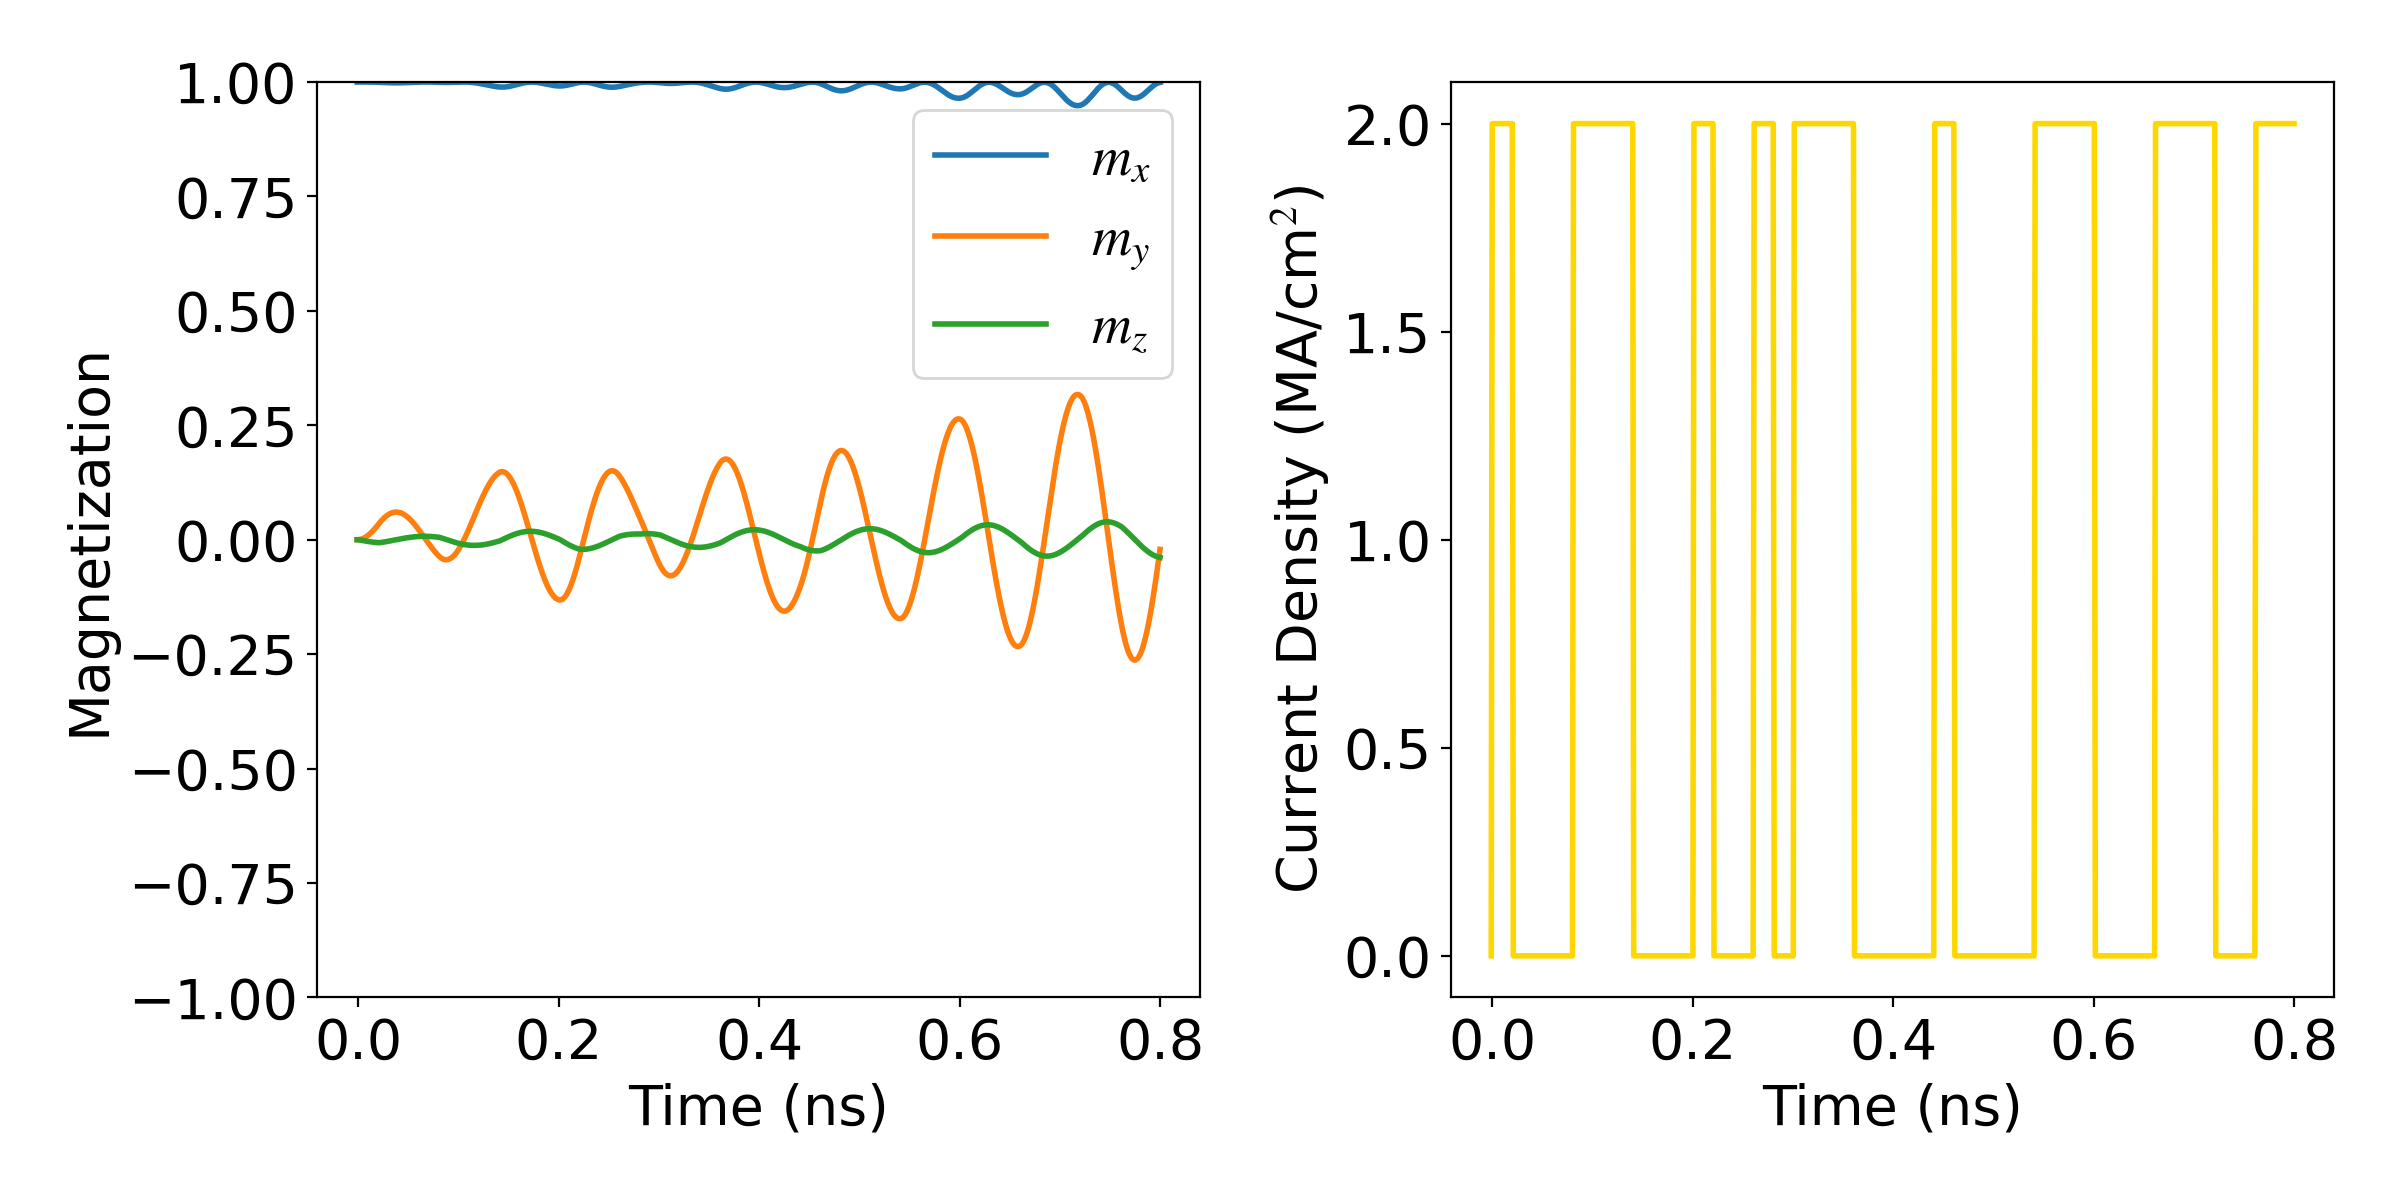 Magnetization
1.00
0.75
0.50
0.25
0.00
−0.25
−0.50
−0.75
−1.00
0.0 0.2 0.4 0.6 0.8
Time (ns)
m_x
m_y
m_z
Current Density (MA/cm²)
2.0
1.5
1.0
0.5
0.0
0.0 0.2 0.4 0.6 0.8
Time (ns)